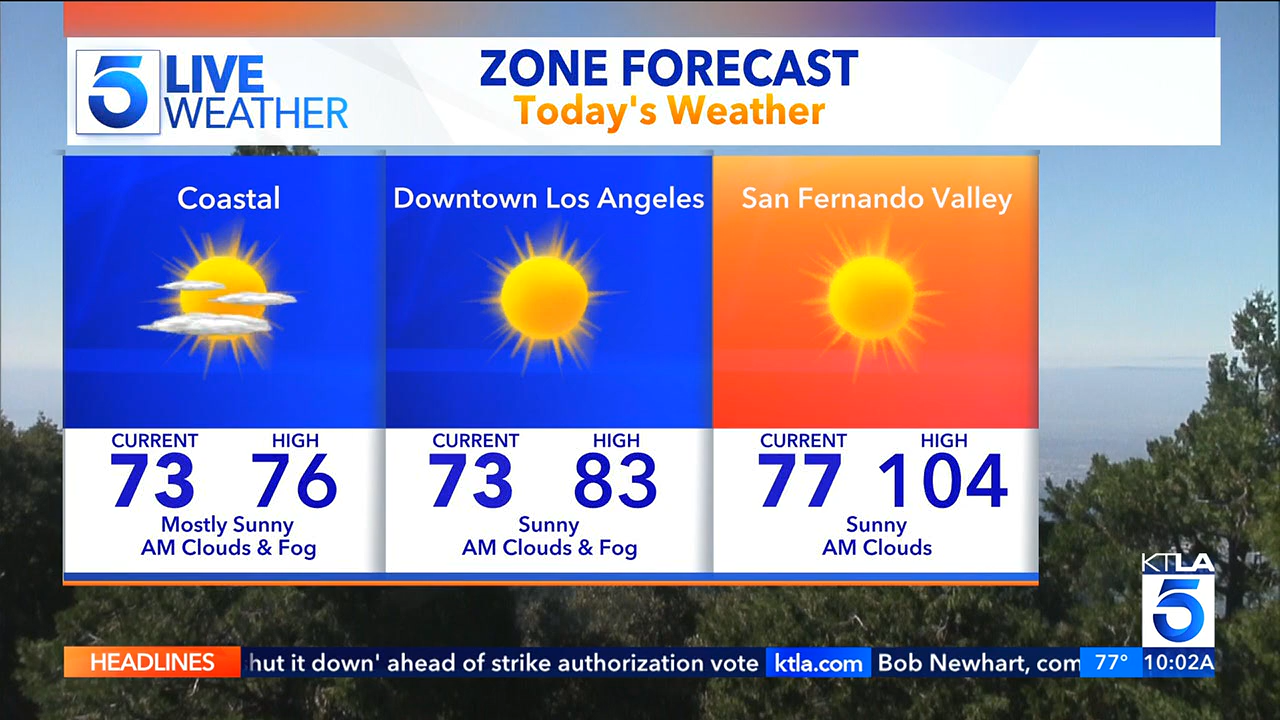 5 LIVE
WEATHER
ZONE FORECAST
Today's Weather
Coastal
CURRENT HIGH
73 76
Mostly Sunny
AM Clouds & Fog
Downtown Los Angeles
CURRENT HIGH
73 83
Sunny
AM Clouds & Fog
San Fernando Valley
CURRENT HIGH
77 104
Sunny
AM Clouds
KTLA
5
HEADLINES hut it down' ahead of strike authorization vote ktla.com Bob Newhart, com 77° 10:02A